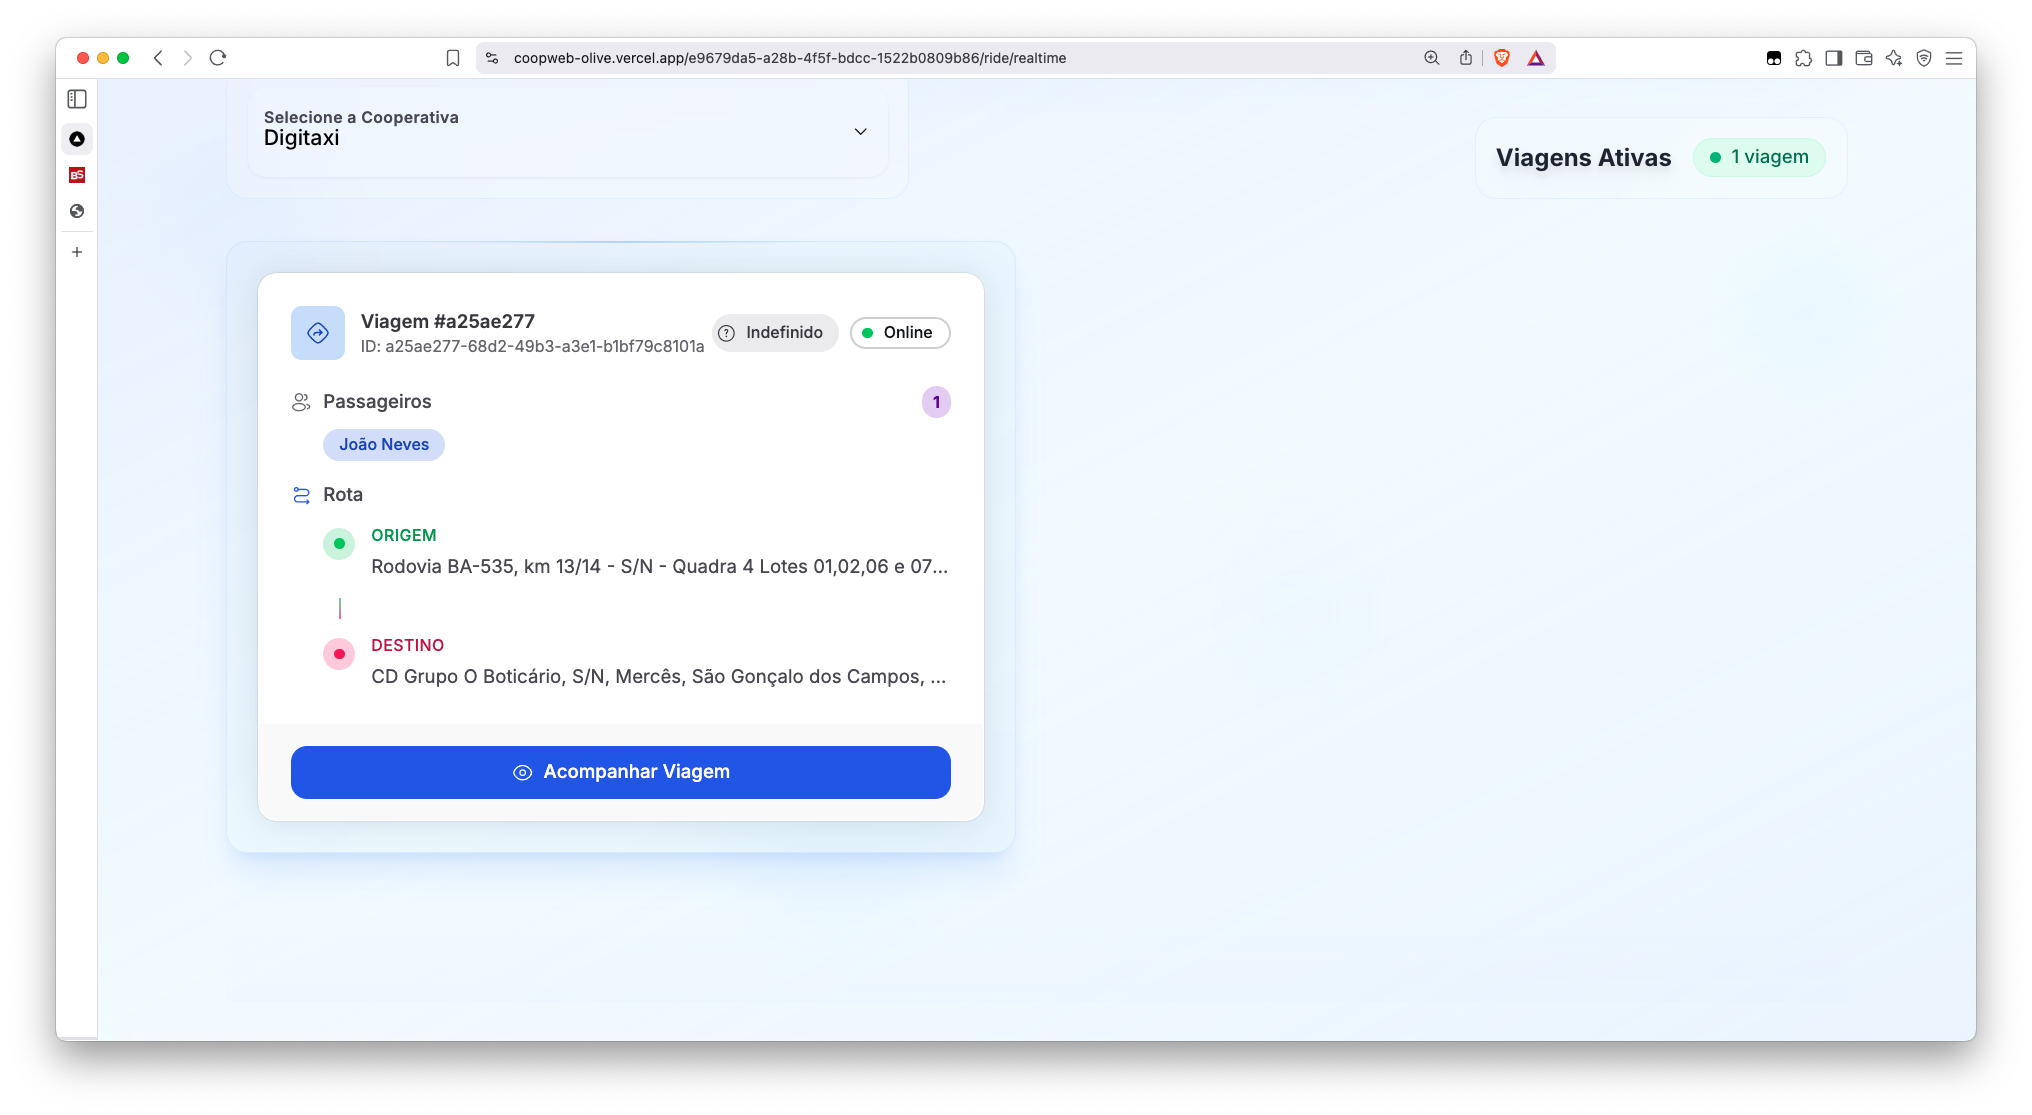 coopweb-olive.vercel.app/e9679da5-a28b-4f5f-bdcc-1522b0809b86/ride/realtime
BS
Selecione a Cooperativa
Digitaxi
Viagens Ativas
1 viagem
Viagem #a25ae277
ID: a25ae277-68d2-49b3-a3e1-b1bf79c8101a
Indefinido
Online
Passageiros
1
João Neves
Rota
ORIGEM
Rodovia BA-535, km 13/14 - S/N - Quadra 4 Lotes 01,02,06 e 07...
DESTINO
CD Grupo O Boticário, S/N, Mercês, São Gonçalo dos Campos, ...
Acompanhar Viagem